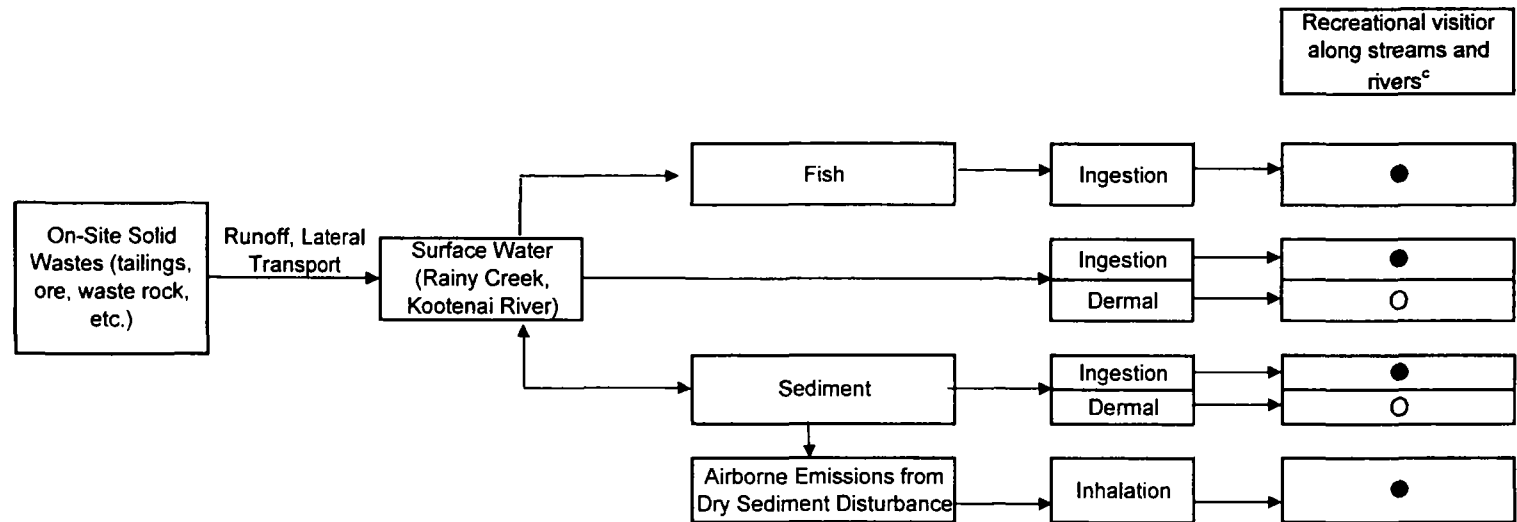 Recreational visitior
along streams and
riversᶜ
Fish
Ingestion
On-Site Solid
Wastes (tailings,
ore, waste rock,
etc.)
Runoff, Lateral
Transport
Surface Water
(Rainy Creek,
Kootenai River)
Ingestion
Dermal
Sediment
Ingestion
Dermal
Airborne Emissions from
Dry Sediment Disturbance
Inhalation